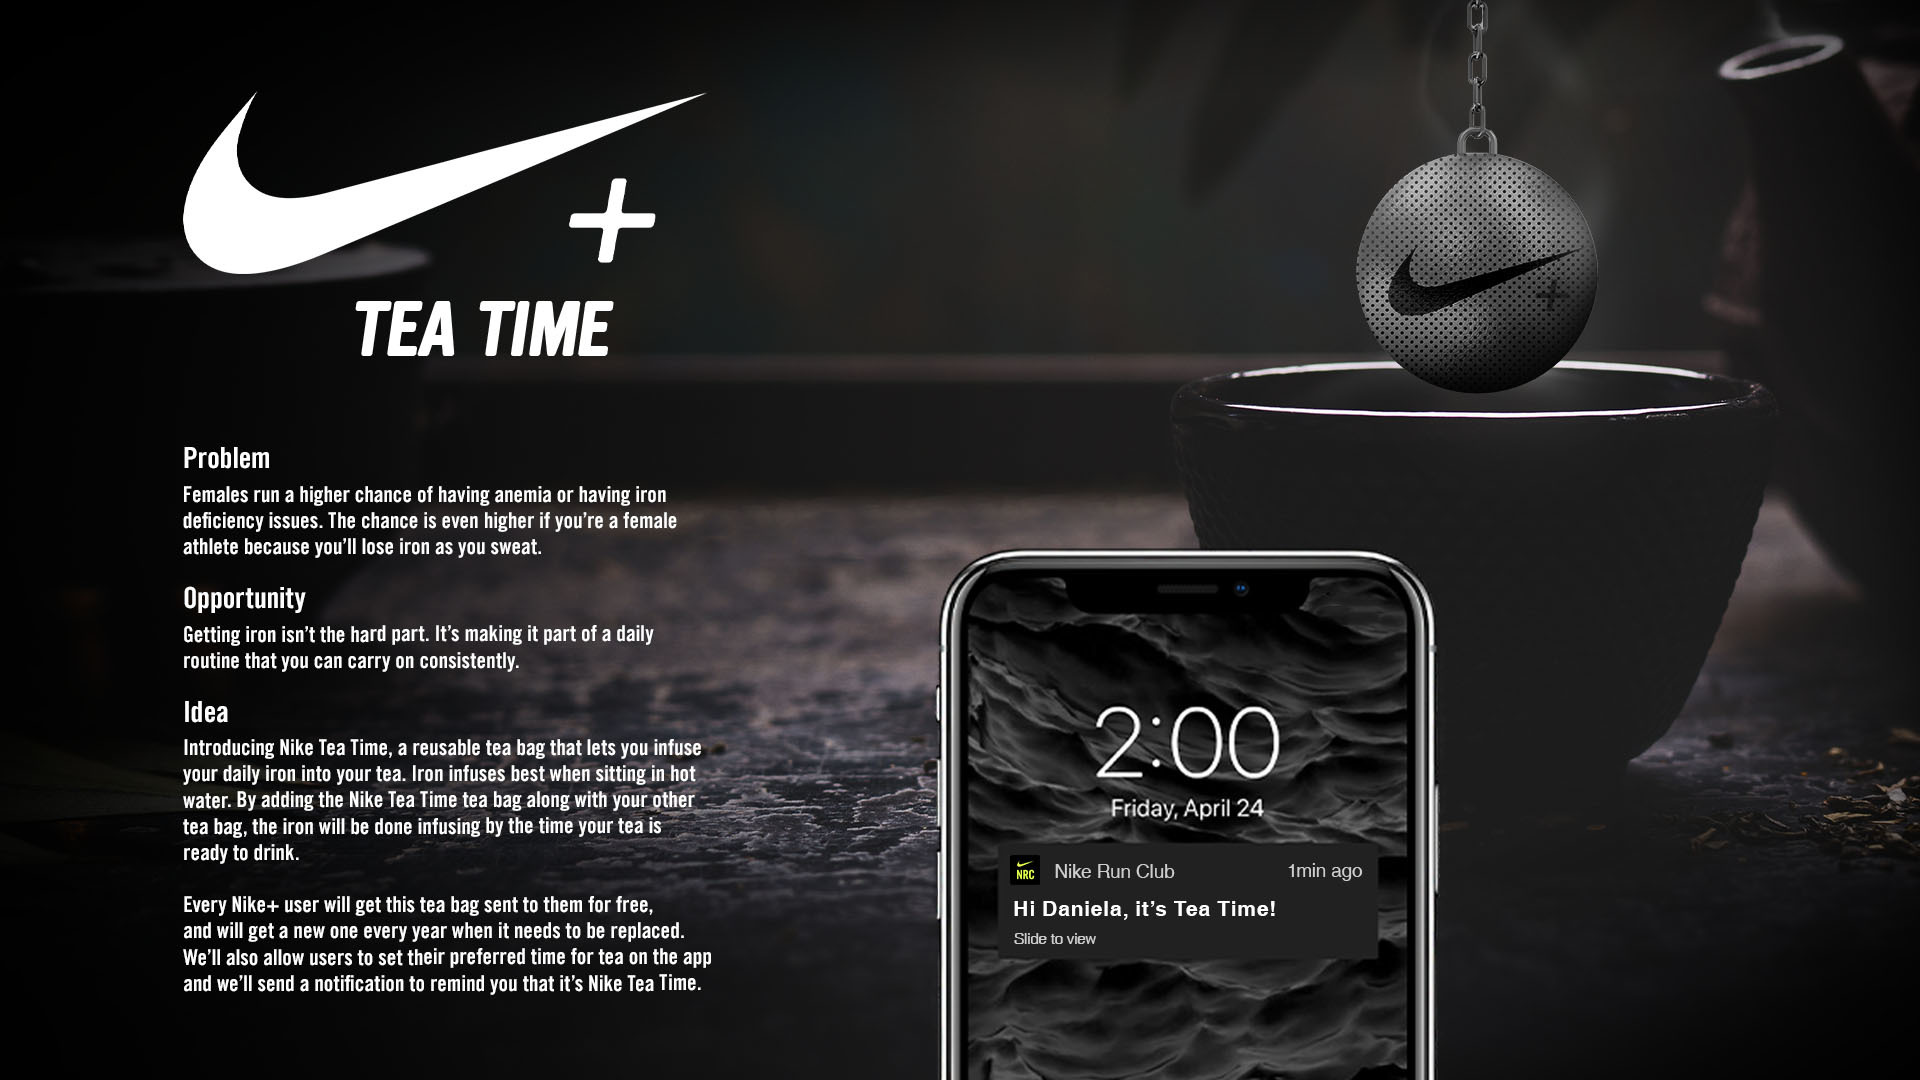 +
TEA TIME
Problem
Females run a higher chance of having anemia or having iron
deficiency issues. The chance is even higher if you're a female
athlete because you'll lose iron as you sweat.
Opportunity
Getting iron isn't the hard part. It's making it part of a daily
routine that you can carry on consistently.
Idea
Introducing Nike Tea Time, a reusable tea bag that lets you infuse
your daily iron into your tea. Iron infuses best when sitting in hot
water. By adding the Nike Tea Time tea bag along with your other
tea bag, the iron will be done infusing by the time your tea is
ready to drink.
Every Nike+ user will get this tea bag sent to them for free,
and will get a new one every year when it needs to be replaced.
We'll also allow users to set their preferred time for tea on the app
and we'll send a notification to remind you that it's Nike Tea Time.
+
2:00
Friday, April 24
NRC Nike Run Club 1min ago
Hi Daniela, it's Tea Time!
Slide to view